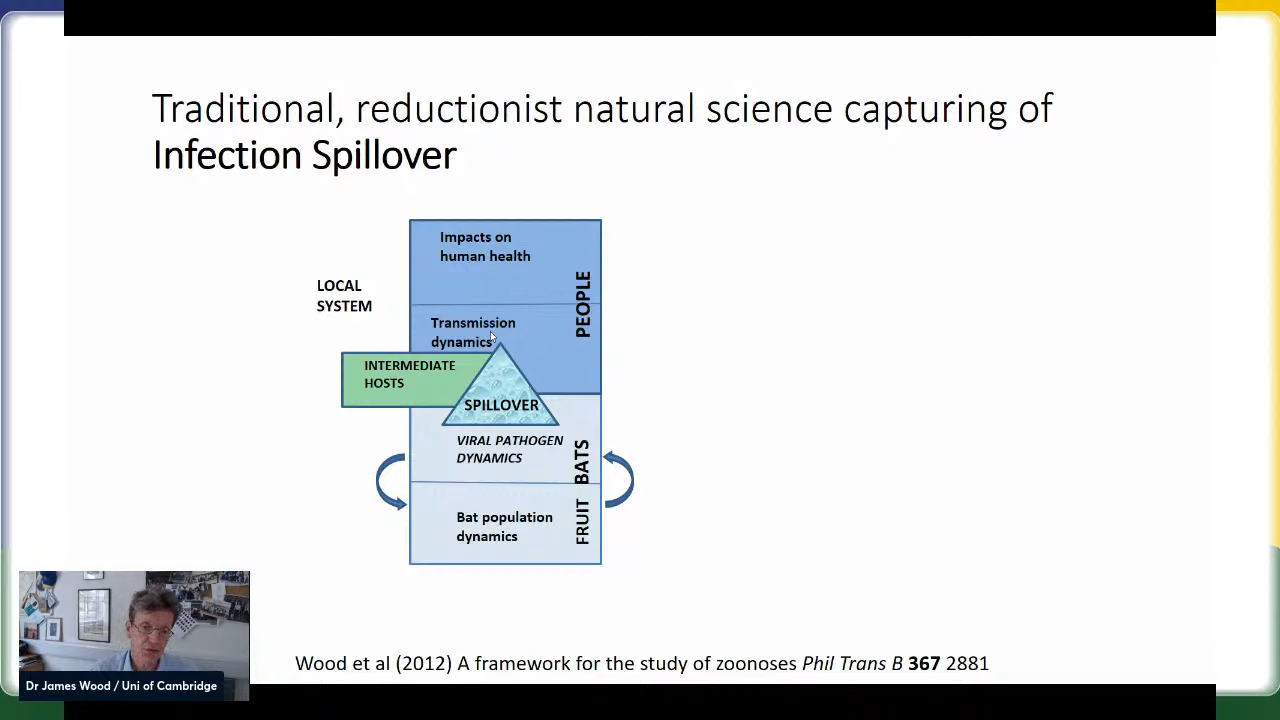 Traditional, reductionist natural science capturing of
Infection Spillover
Impacts on
human health
PEOPLE
LOCAL
SYSTEM
Transmission
dynamics
INTERMEDIATE
HOSTS
SPILLOVER
VIRAL PATHOGEN
DYNAMICS
FRUIT BATS
Bat population
dynamics
Wood et al (2012) A framework for the study of zoonoses Phil Trans B 367 2881
Dr James Wood / Uni of Cambridge